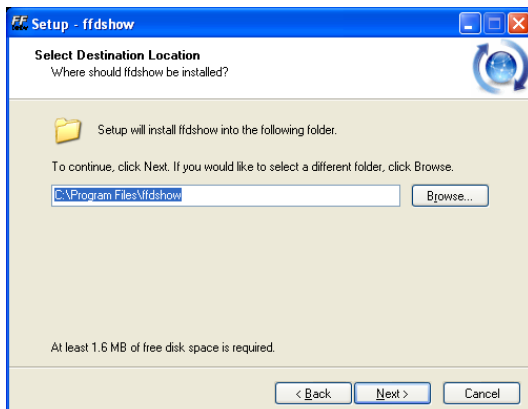 Setup - ffdshow
Select Destination Location
Where should ffdshow be installed?
Setup will install ffdshow into the following folder.
To continue, click Next. If you would like to select a different folder, click Browse.
C:\Program Files\ffdshow
Browse...
At least 1.6 MB of free disk space is required.
< Back
Next >
Cancel